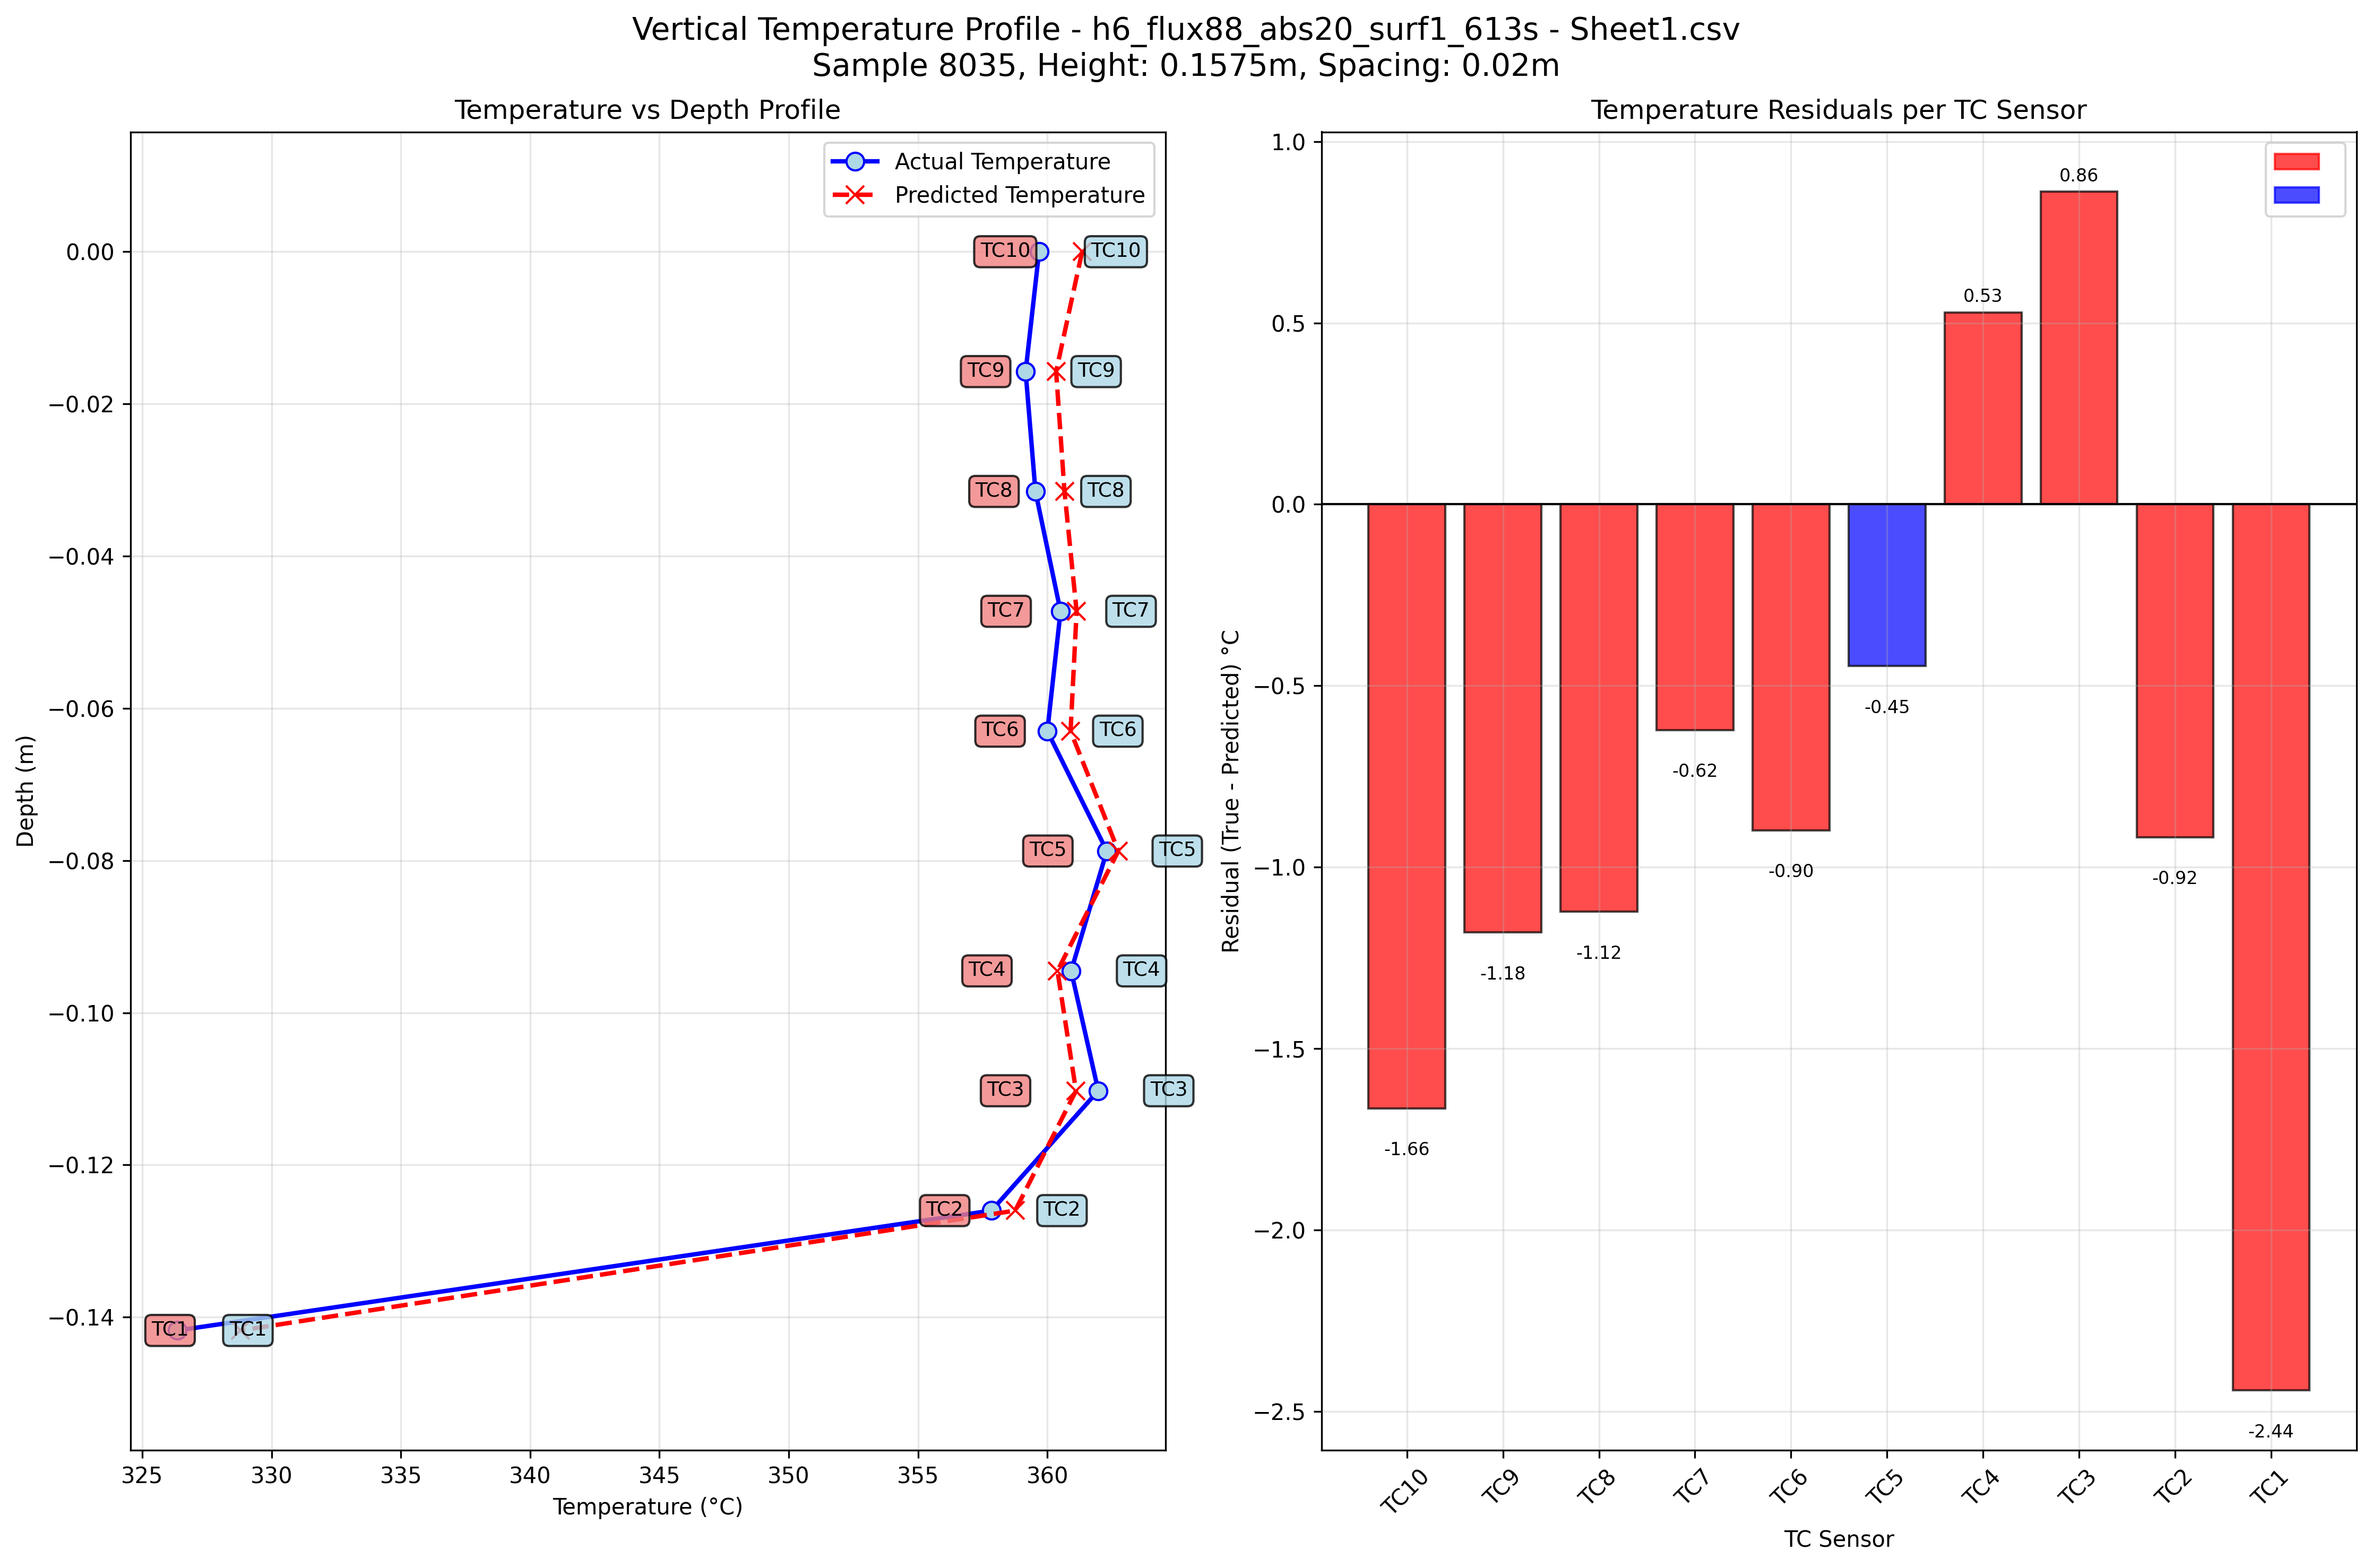 Vertical Temperature Profile - h6_flux88_abs20_surf1_613s - Sheet1.csv
Sample 8035, Height: 0.1575m, Spacing: 0.02m
Temperature vs Depth Profile
Actual Temperature
Predicted Temperature
TC10 TC10
TC9 TC9
TC8 TC8
TC7 TC7
TC6 TC6
TC5 TC5
TC4 TC4
TC3 TC3
TC2 TC2
TC1 TC1
0.00
−0.02
−0.04
−0.06
−0.08
−0.10
−0.12
−0.14
Depth (m)
325 330 335 340 345 350 355 360
Temperature (°C)
Temperature Residuals per TC Sensor
1.0
0.5
0.0
−0.5
−1.0
−1.5
−2.0
−2.5
Residual (True - Predicted) °C
-1.66
-1.18
-1.12
-0.62
-0.90
-0.45
0.53
0.86
-0.92
-2.44
TC10 TC9 TC8 TC7 TC6 TC5 TC4 TC3 TC2 TC1
TC Sensor